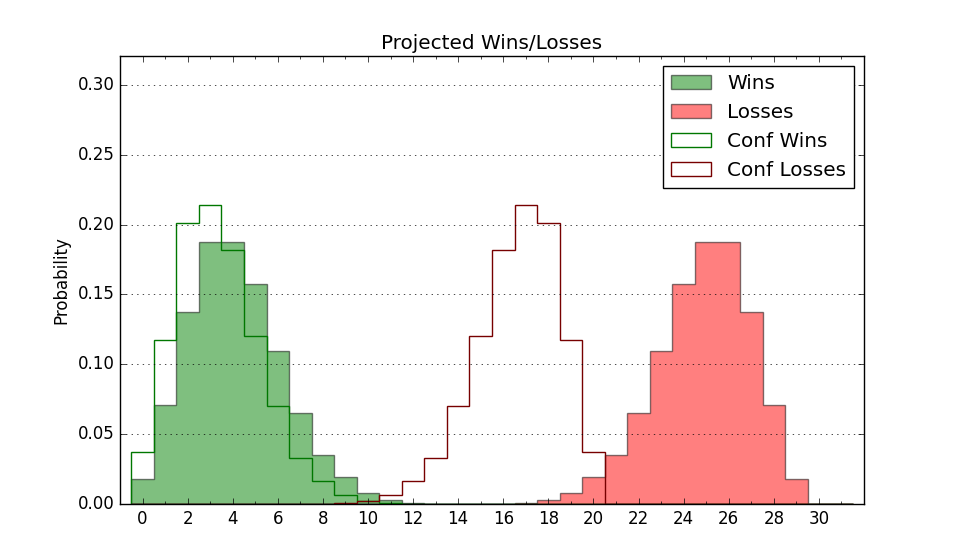 Projected Wins/Losses
Wins
Losses
Conf Wins
Conf Losses
Probability
0.30
0.25
0.20
0.15
0.10
0.05
0.00
0 2 4 6 8 10 12 14 16 18 20 22 24 26 28 30